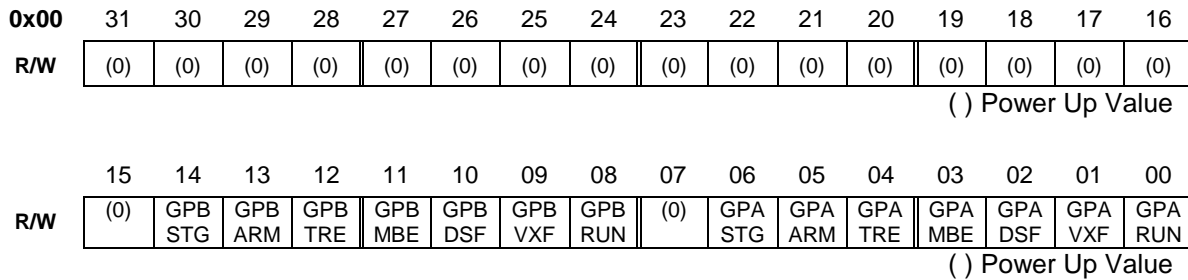 0x00 31 30 29 28 27 26 25 24 23 22 21 20 19 18 17 16
R/W (0) (0) (0) (0) (0) (0) (0) (0) (0) (0) (0) (0) (0) (0) (0) (0)
( ) Power Up Value
15 14 13 12 11 10 09 08 07 06 05 04 03 02 01 00
R/W (0) GPB STG GPB ARM GPB TRE GPB MBE GPB DSF GPB VXF GPB RUN (0) GPA STG GPA ARM GPA TRE GPA MBE GPA DSF GPA VXF GPA RUN
( ) Power Up Value